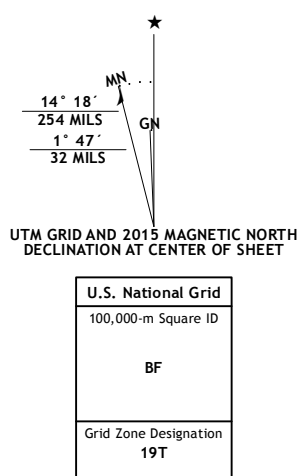 ★
MN
GN
14° 18´
254 MILS
1° 47´
32 MILS
UTM GRID AND 2015 MAGNETIC NORTH
DECLINATION AT CENTER OF SHEET
U.S. National Grid
100,000-m Square ID
BF
Grid Zone Designation
19T